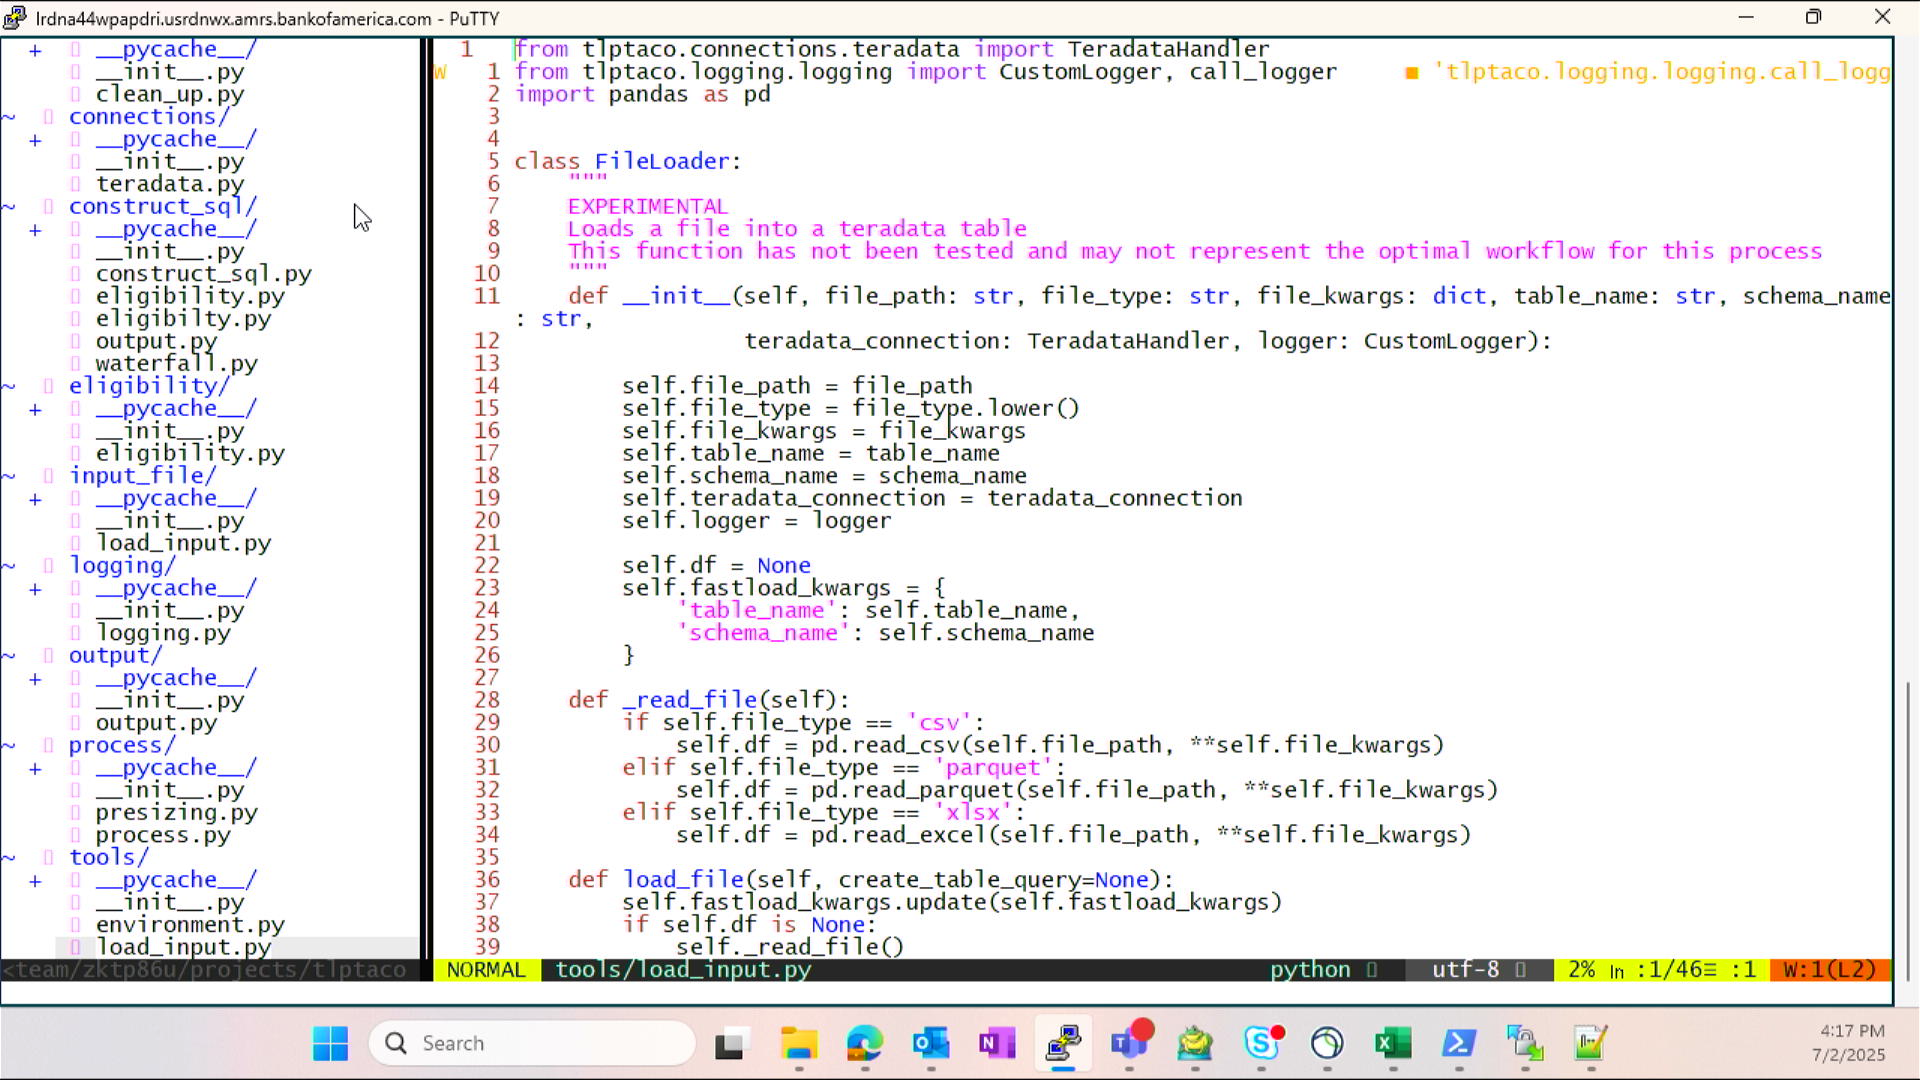 lrdna44wpapdri.usrdnwx.amrs.bankofamerica.com - PuTTY
+ __pycache__/
__init__.py
clean_up.py
~ connections/
+ __pycache__/
__init__.py
teradata.py
~ construct_sql/
+ __pycache__/
__init__.py
construct_sql.py
eligibility.py
eligibilty.py
output.py
waterfall.py
~ eligibility/
+ __pycache__/
__init__.py
eligibility.py
~ input_file/
+ __pycache__/
__init__.py
load_input.py
~ logging/
+ __pycache__/
__init__.py
logging.py
~ output/
+ __pycache__/
__init__.py
output.py
~ process/
+ __pycache__/
__init__.py
presizing.py
process.py
~ tools/
+ __pycache__/
__init__.py
environment.py
load_input.py
<team/zktp86u/projects/tlptaco
1 from tlptaco.connections.teradata import TeradataHandler
W 1 from tlptaco.logging.logging import CustomLogger, call_logger ■ 'tlptaco.logging.logging.call_logg
2 import pandas as pd
3
4
5 class FileLoader:
6 """
7 EXPERIMENTAL
8 Loads a file into a teradata table
9 This function has not been tested and may not represent the optimal workflow for this process
10 """
11 def __init__(self, file_path: str, file_type: str, file_kwargs: dict, table_name: str, schema_name
: str,
12 teradata_connection: TeradataHandler, logger: CustomLogger):
13
14 self.file_path = file_path
15 self.file_type = file_type.lower()
16 self.file_kwargs = file_kwargs
17 self.table_name = table_name
18 self.schema_name = schema_name
19 self.teradata_connection = teradata_connection
20 self.logger = logger
21
22 self.df = None
23 self.fastload_kwargs = {
24 'table_name': self.table_name,
25 'schema_name': self.schema_name
26 }
27
28 def _read_file(self):
29 if self.file_type == 'csv':
30 self.df = pd.read_csv(self.file_path, **self.file_kwargs)
31 elif self.file_type == 'parquet':
32 self.df = pd.read_parquet(self.file_path, **self.file_kwargs)
33 elif self.file_type == 'xlsx':
34 self.df = pd.read_excel(self.file_path, **self.file_kwargs)
35
36 def load_file(self, create_table_query=None):
37 self.fastload_kwargs.update(self.fastload_kwargs)
38 if self.df is None:
39 self._read_file()
NORMAL tools/load_input.py python utf-8 2% ln :1/46≡ :1 W:1(L2)
Search
4:17 PM
7/2/2025